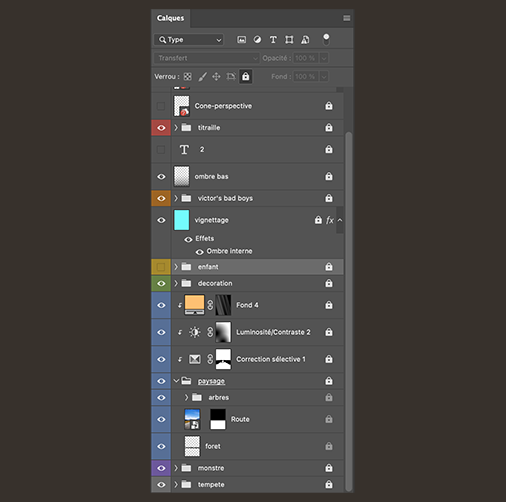 Calques
Type
Transfert Opacité : 100 %
Verrou : Fond : 100 %
Cone-perspective
titraille
2
ombre bas
victor's bad boys
vignettage fx
Effets
Ombre interne
enfant
decoration
Fond 4
Luminosité/Contraste 2
Correction sélective 1
paysage
arbres
Route
foret
monstre
tempete